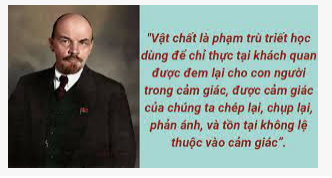 "Vật chất là phạm trù triết học
dùng để chỉ thực tại khách quan
được đem lại cho con người
trong cảm giác, được cảm giác
của chúng ta chép lại, chụp lại,
phản ánh, và tồn tại không lệ
thuộc vào cảm giác”.